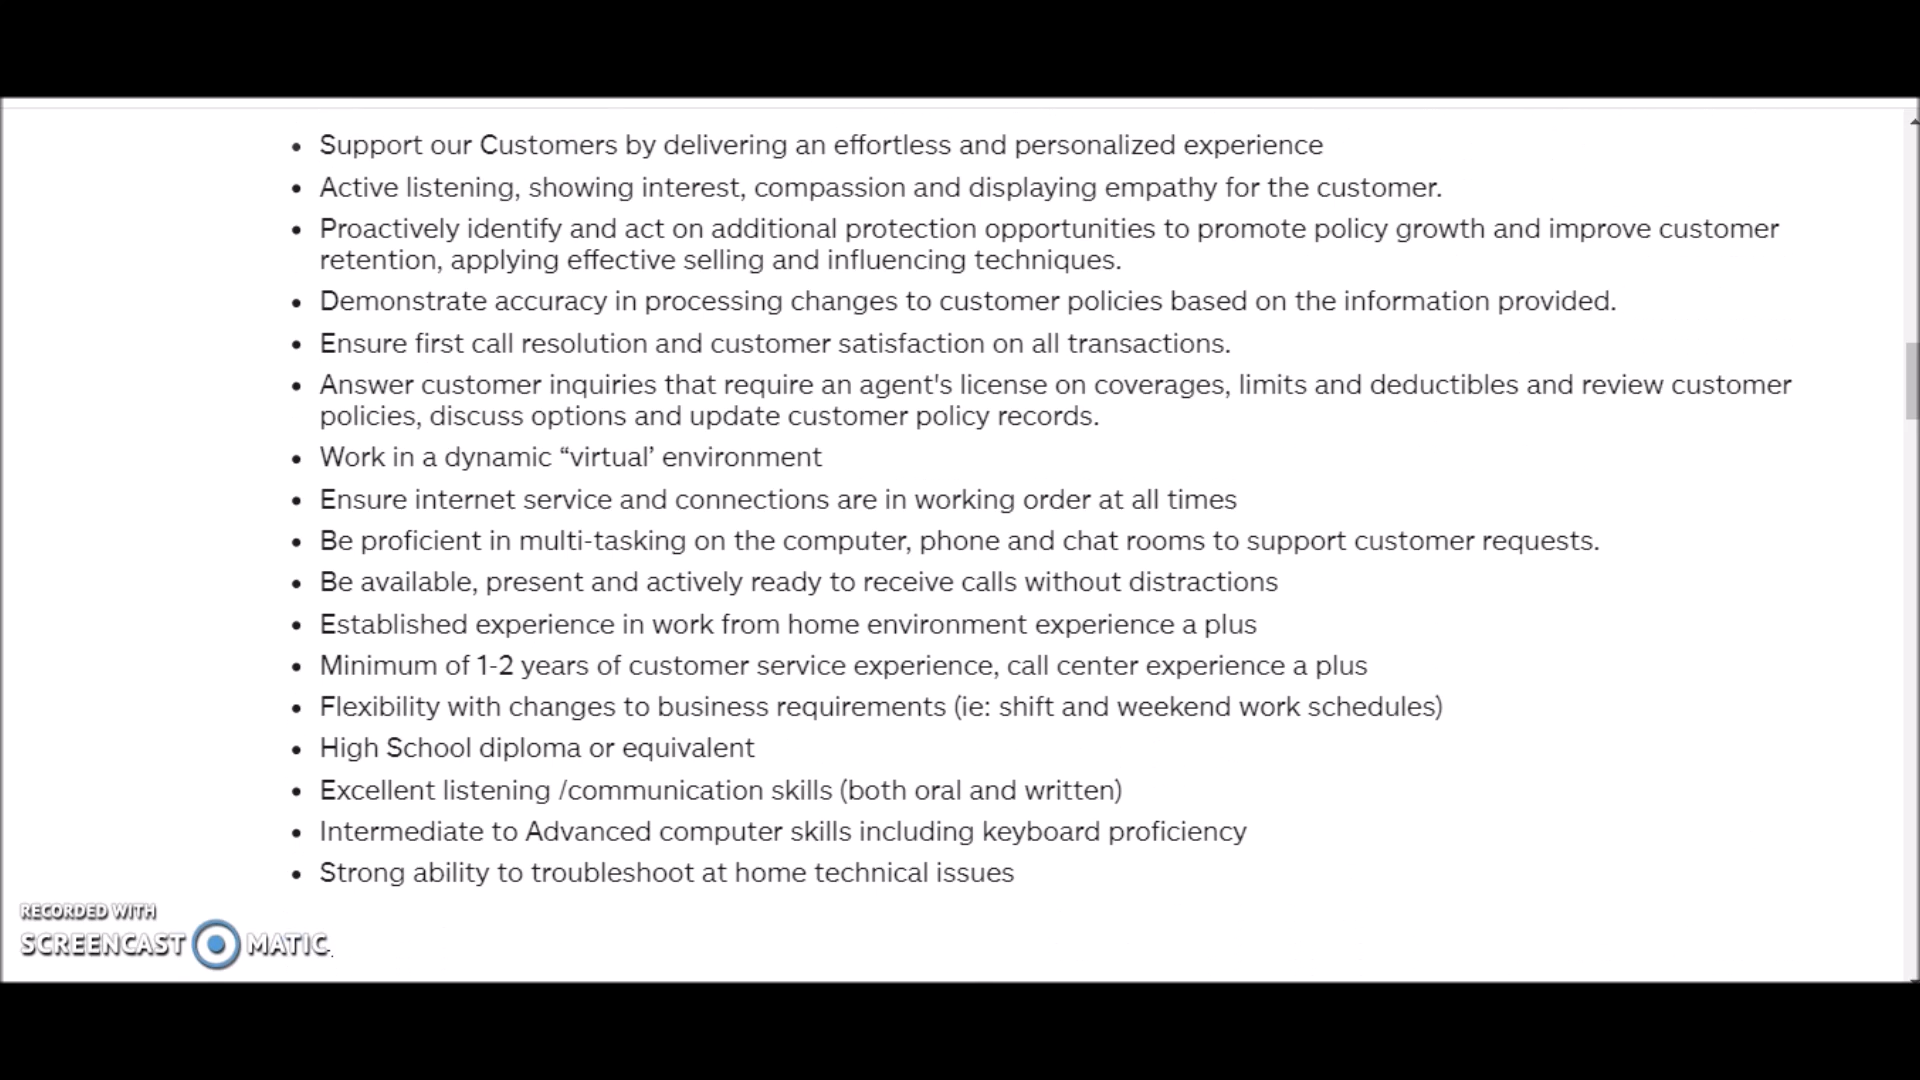 • Support our Customers by delivering an effortless and personalized experience
• Active listening, showing interest, compassion and displaying empathy for the customer.
• Proactively identify and act on additional protection opportunities to promote policy growth and improve customer
retention, applying effective selling and influencing techniques.
• Demonstrate accuracy in processing changes to customer policies based on the information provided.
• Ensure first call resolution and customer satisfaction on all transactions.
• Answer customer inquiries that require an agent's license on coverages, limits and deductibles and review customer
policies, discuss options and update customer policy records.
• Work in a dynamic “virtual’ environment
• Ensure internet service and connections are in working order at all times
• Be proficient in multi-tasking on the computer, phone and chat rooms to support customer requests.
• Be available, present and actively ready to receive calls without distractions
• Established experience in work from home environment experience a plus
• Minimum of 1-2 years of customer service experience, call center experience a plus
• Flexibility with changes to business requirements (ie: shift and weekend work schedules)
• High School diploma or equivalent
• Excellent listening /communication skills (both oral and written)
• Intermediate to Advanced computer skills including keyboard proficiency
• Strong ability to troubleshoot at home technical issues
RECORDED WITH
SCREENCAST MATIC